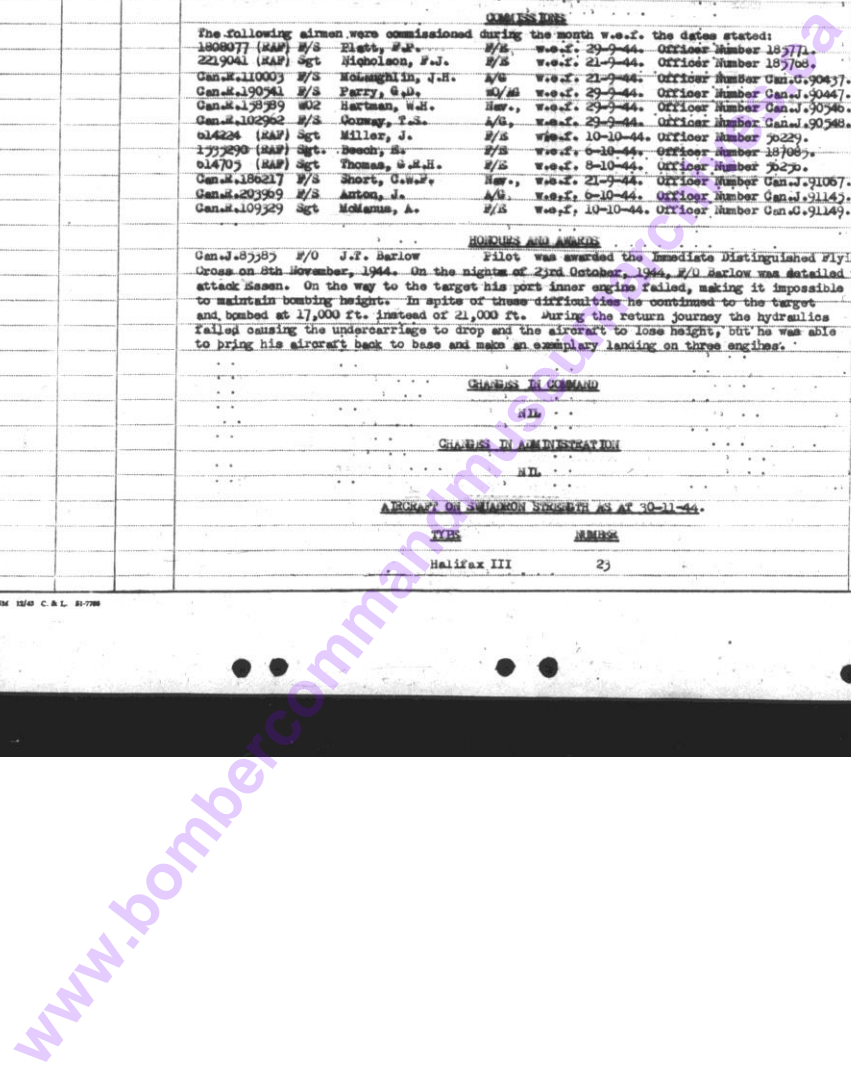 COMMISSIONS
The following airmen were commissioned during the month w.e.f. the dates stated:
1808077 (RAF) F/S Platt, F.P. F/E w.e.f. 29-9-44. Officer Number 185771.
2219041 (RAF) Sgt Nicholson, F.J. F/E w.e.f. 21-9-44. Officer Number 185768.
Can.R.110003 F/S McLaughlin, J.H. A/G w.e.f. 21-9-44. Officer Number Can.C.90437.
Can.R.190541 F/S Parry, G.D. WO/AG w.e.f. 29-9-44. Officer Number Can.J.90447.
Can.R.158589 WO2 Hartman, W.H. Nav., w.e.f. 29-9-44. Officer Number Can.J.90546.
Can.R.102962 F/S Conway, T.S. A/G, w.e.f. 29-9-44. Officer Number Can.J.90548.
614224 (RAF) Sgt Miller, J. F/E w.e.f. 10-10-44. Officer Number 56229.
1535290 (RAF) Sgt. Beech, E. F/E w.e.f. 6-10-44. Officer Number 187085.
614705 (RAF) Sgt Thomas, G.R.H. F/E w.e.f. 8-10-44. Officer Number 56230.
Can.R.186217 F/S Short, C.W.F. Nav., w.e.f. 21-9-44. Officer Number Can.J.91067.
Can.R.203969 F/S Anton, J. A/G. w.e.f. 6-10-44. Officer Number Can.J.91145.
Can.R.109329 Sgt McManus, A. F/E w.e.f, 10-10-44. Officer Number Can.C.91149.
HONOURS AND AWARDS
Can.J.85385 F/O J.T. Barlow Pilot was awarded the Immediate Distinguished Flyi
Cross on 8th November, 1944. On the night of 23rd October, 1944, F/O Barlow was detailed
attack Essen. On the way to the target his port inner engine failed, making it impossible
to maintain bombing height. In spite of these difficulties he continued to the target
and bombed at 17,000 ft. instead of 21,000 ft. During the return journey the hydraulics
failed causing the undercarriage to drop and the aircraft to lose height, but he was able
to bring his aircraft back to base and make an exemplary landing on three engines.
CHANGES IN COMMAND
NIL
CHANGES IN ADMINISTRATION
NIL
AIRCRAFT ON SQUADRON STRENGTH AS AT 30-11-44.
TYPE NUMBER
Halifax III 23
5M 12/43 C. & L. 51-7788
www.bombercommandmuseumarchives.ca